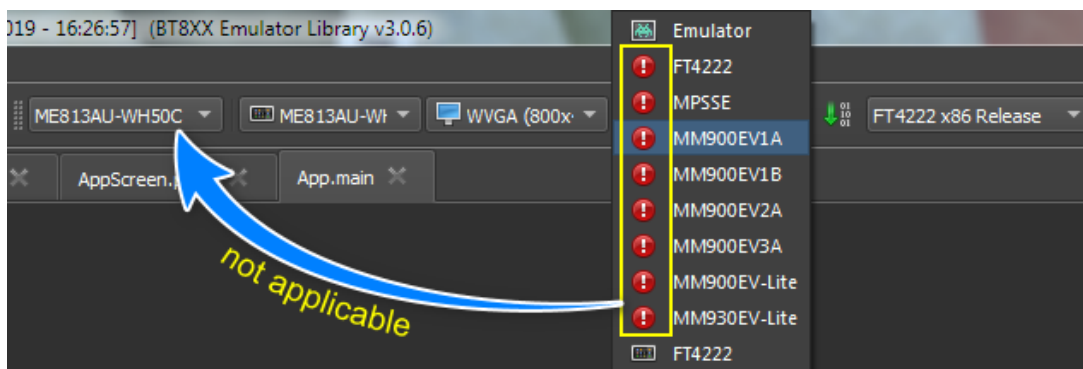 019 - 16:26:57] (BT8XX Emulator Library v3.0.6)
Emulator
FT4222
MPSSE
ME813AU-WH50C
ME813AU-WH
WVGA (800x
FT4222 x86 Release
MM900EV1A
AppScreen.
App.main
MM900EV1B
MM900EV2A
MM900EV3A
not applicable
MM900EV-Lite
MM930EV-Lite
FT4222